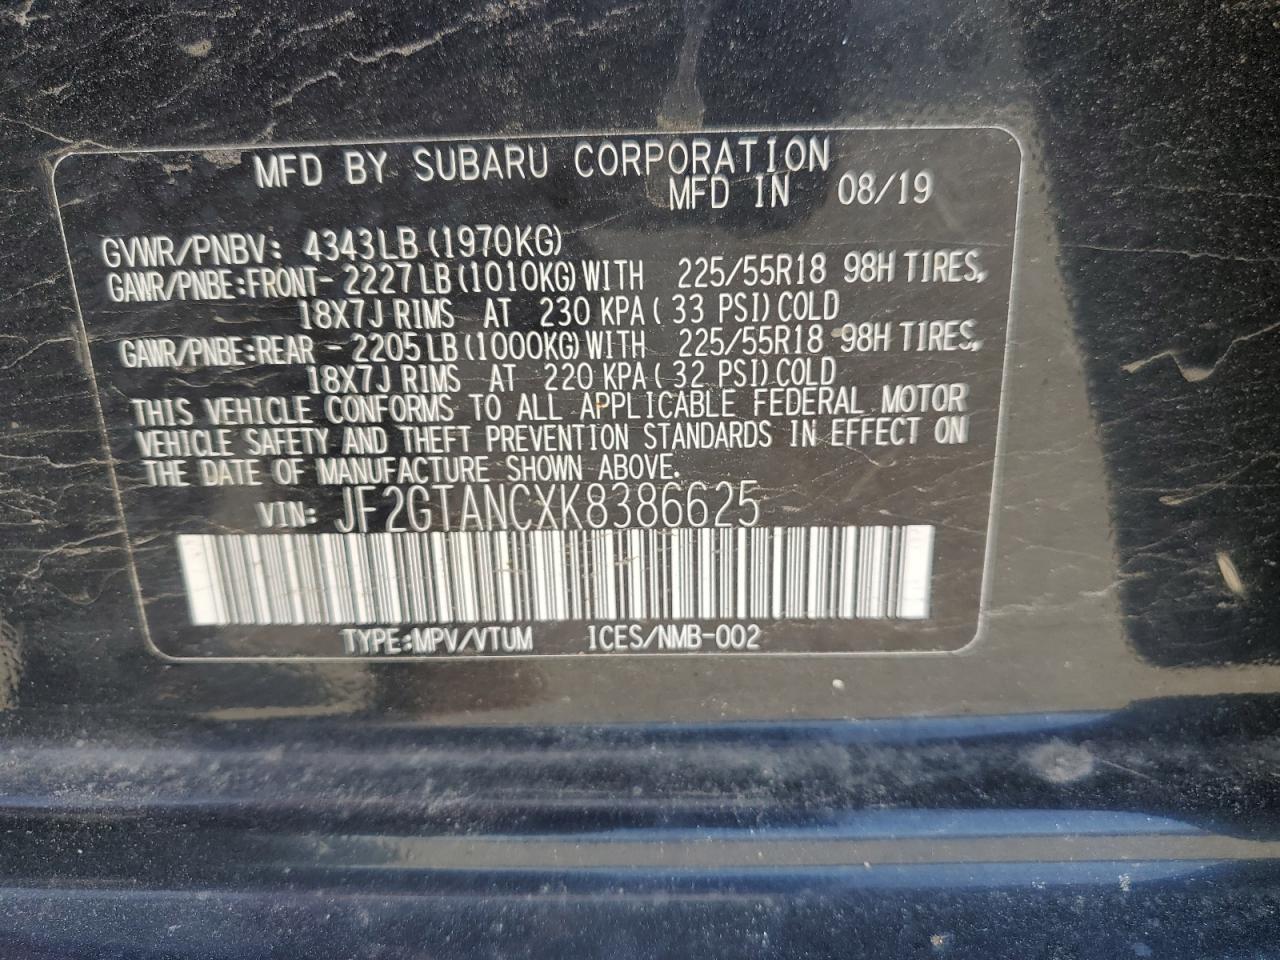 MFD BY SUBARU CORPORATION
MFD IN 08/19
GVWR/PNBV: 4343LB (1970KG)
GAWR/PNBE:FRONT- 2227 LB (1010KG) WITH 225/55R18 98H TIRES,
18X7J RIMS AT 230 KPA ( 33 PSI) COLD
GAWR/PNBE:REAR - 2205 LB (1000KG) WITH 225/55R18 98H TIRES,
18X7J RIMS AT 220 KPA ( 32 PSI) COLD
THIS VEHICLE CONFORMS TO ALL APPLICABLE FEDERAL MOTOR
VEHICLE SAFETY AND THEFT PREVENTION STANDARDS IN EFFECT ON
THE DATE OF MANUFACTURE SHOWN ABOVE.
VIN: JF2GTANCXK8386625
TYPE:MPV/VTUM ICES/NMB-002